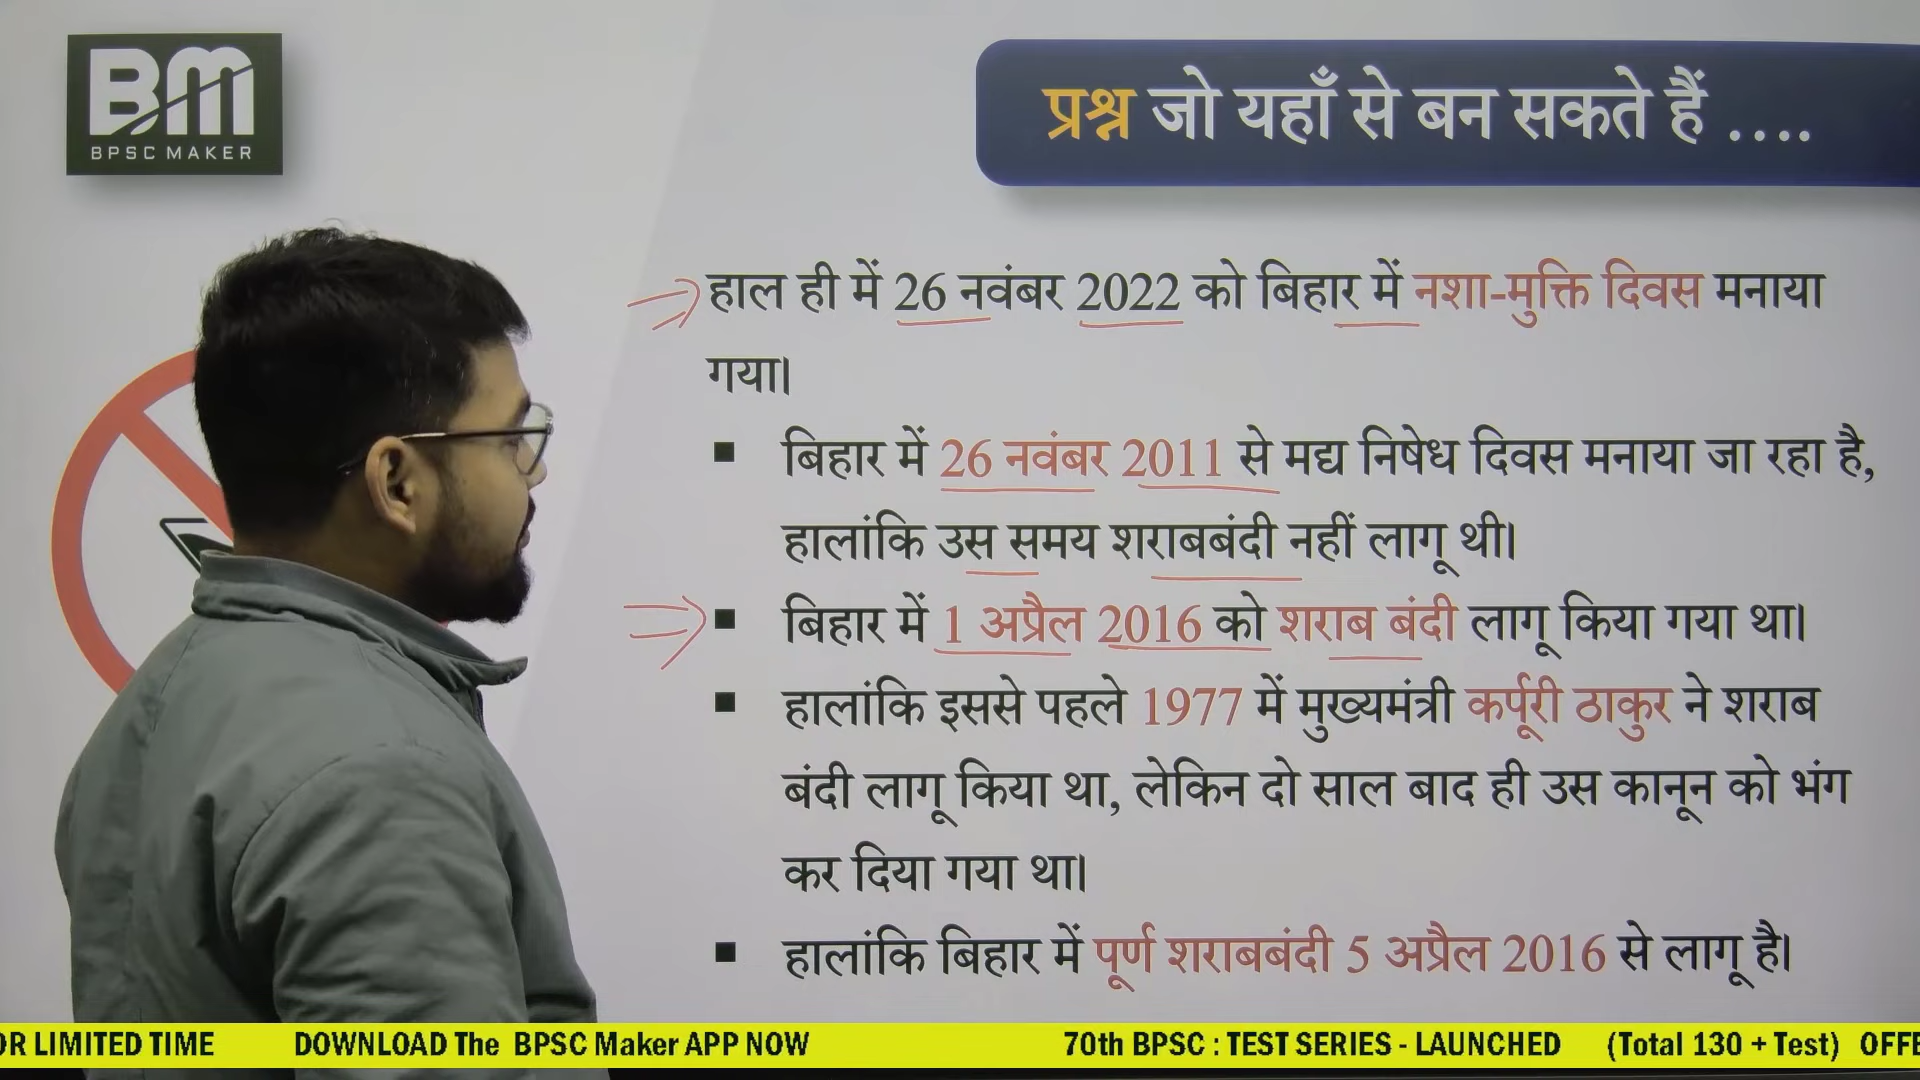 BM
BPSC MAKER
प्रश्न जो यहाँ से बन सकते हैं ....
हाल ही में 26 नवंबर 2022 को बिहार में नशा-मुक्ति दिवस मनाया
गया।
▪ बिहार में 26 नवंबर 2011 से मद्य निषेध दिवस मनाया जा रहा है,
हालांकि उस समय शराबबंदी नहीं लागू थी।
▪ बिहार में 1 अप्रैल 2016 को शराब बंदी लागू किया गया था।
▪ हालांकि इससे पहले 1977 में मुख्यमंत्री कर्पूरी ठाकुर ने शराब
बंदी लागू किया था, लेकिन दो साल बाद ही उस कानून को भंग
कर दिया गया था।
▪ हालांकि बिहार में पूर्ण शराबबंदी 5 अप्रैल 2016 से लागू है।
OR LIMITED TIME DOWNLOAD The BPSC Maker APP NOW 70th BPSC : TEST SERIES - LAUNCHED (Total 130 + Test) OFFE